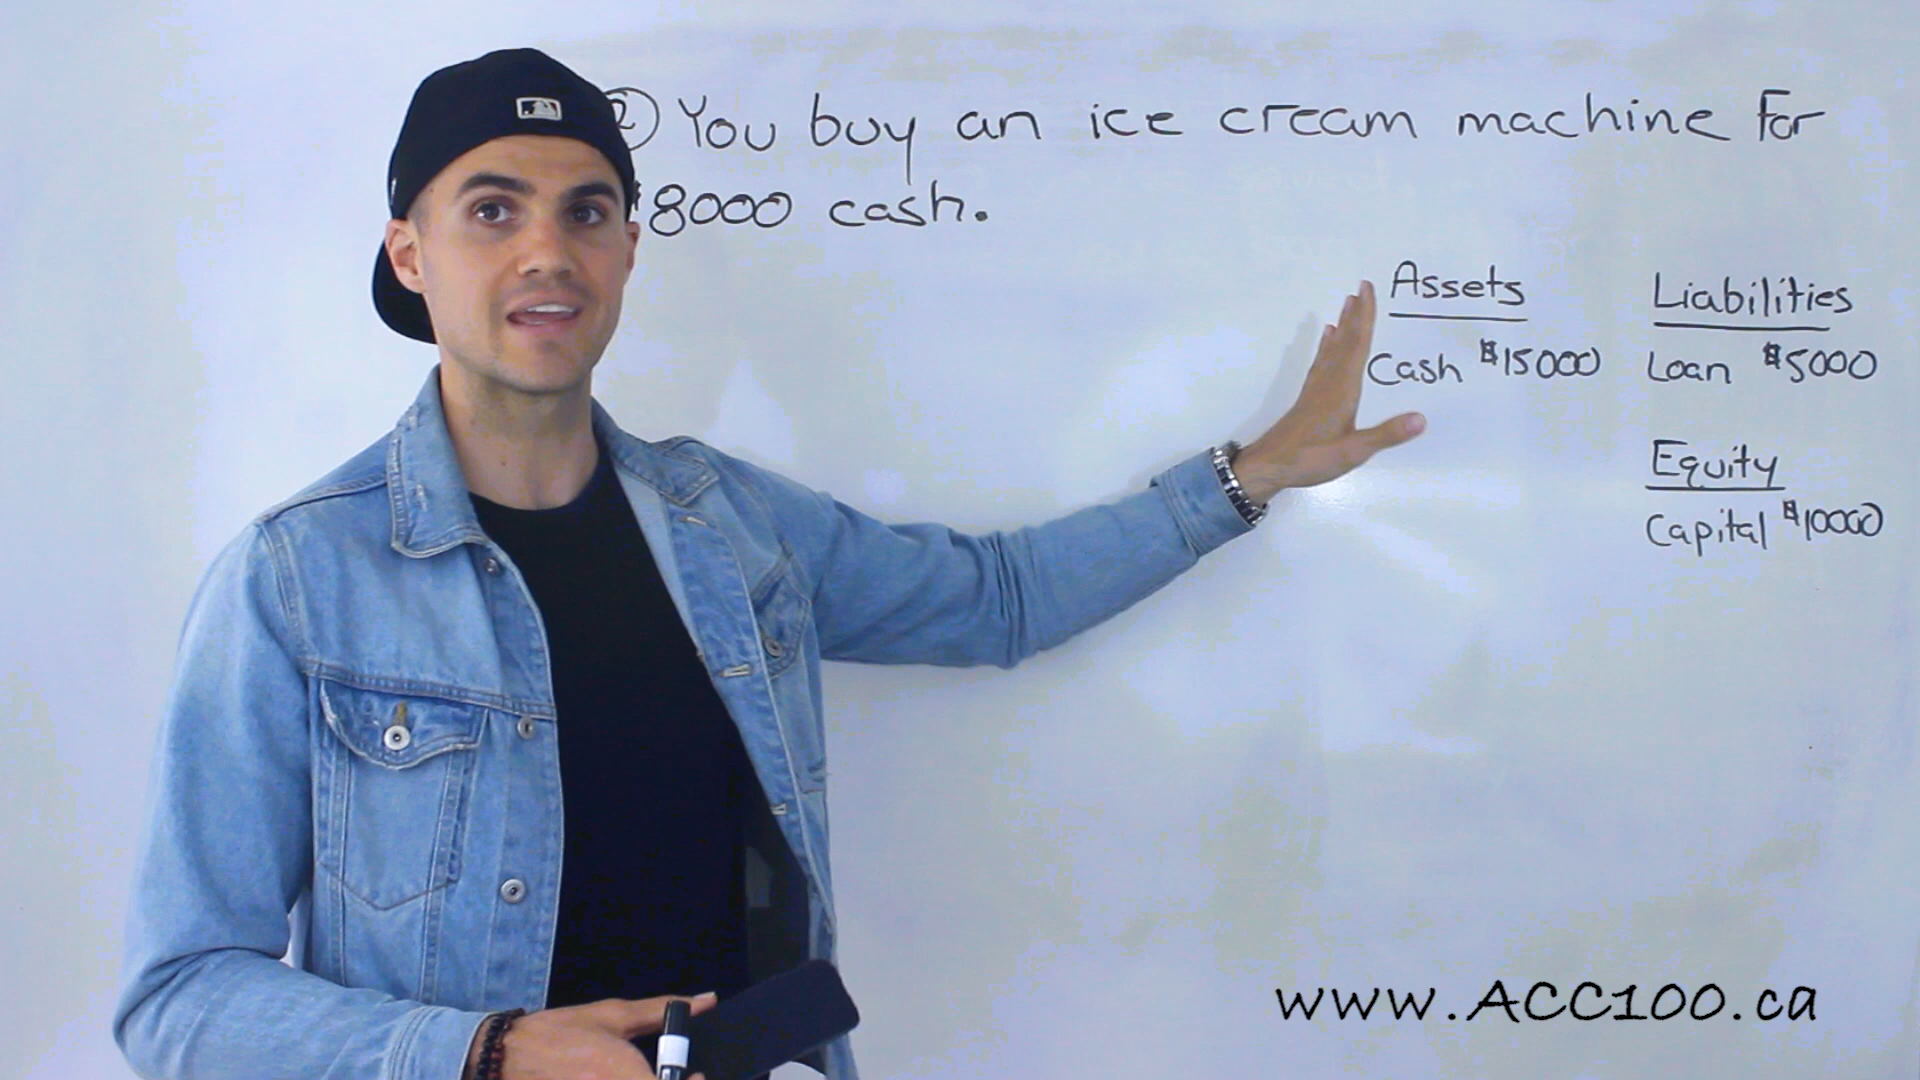 ② You buy an ice cream machine for
$8000 cash.
Assets
Cash $15000
Liabilities
Loan $5000
Equity
Capital $10000
www.ACC100.ca